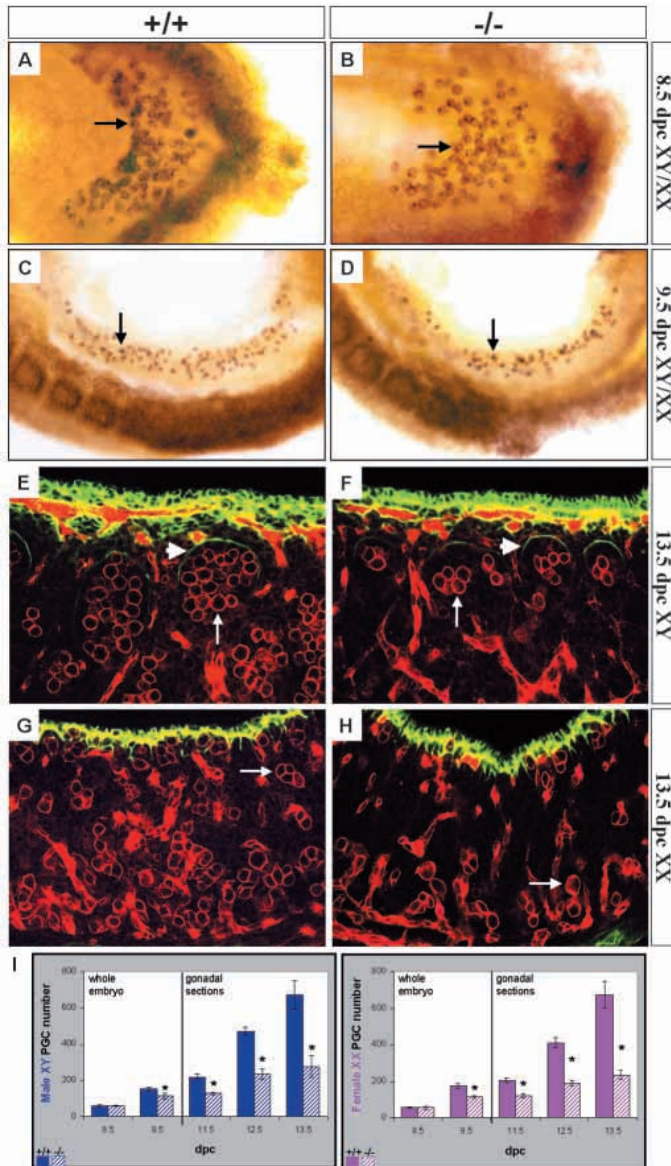 +/+
-/-
A
B
8.5 dpc XY/XX
C
D
9.5 dpc XY/XX
E
F
13.5 dpc XY
G
H
13.5 dpc XX
I
800
600
400
200
0
Male XY PGC number
whole embryo
gonadal sections
*
*
*
*
8.5
9.5
11.5
12.5
13.5
dpc
+/+
-/-
800
600
400
200
0
Female XX PGC number
whole embryo
gonadal sections
*
*
*
*
8.5
9.5
11.5
12.5
13.5
dpc
+/+
-/-